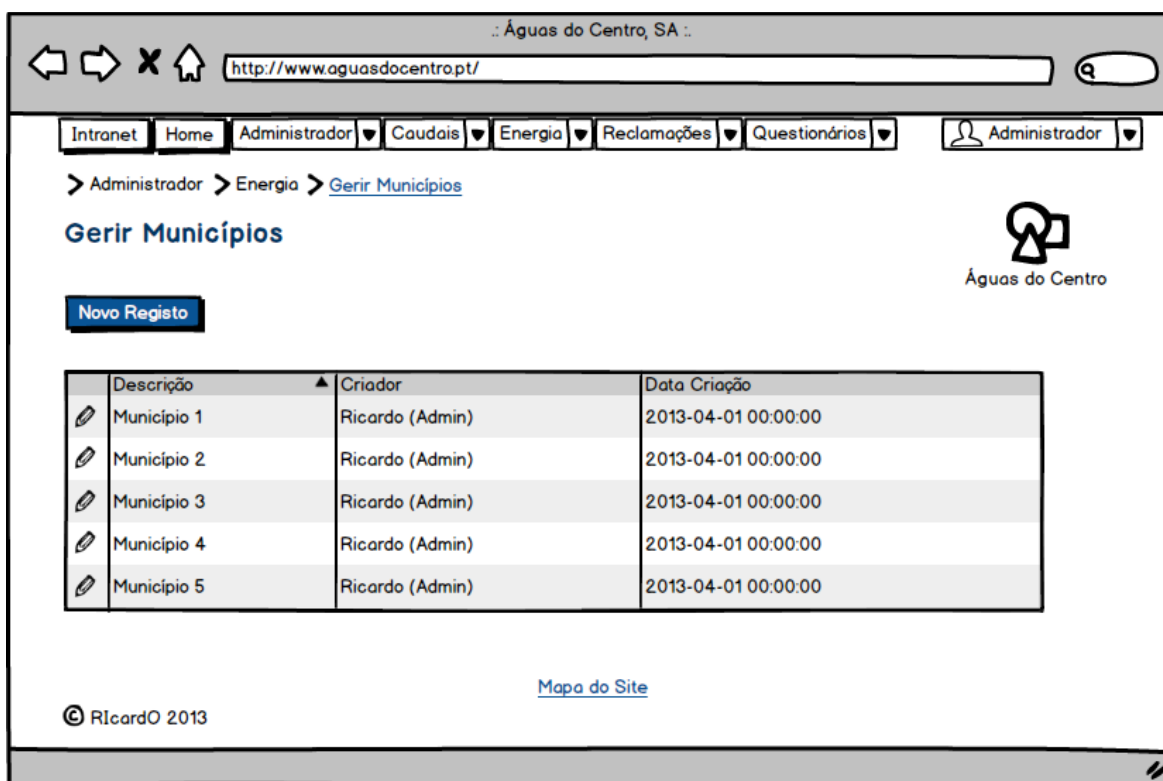 .: Águas do Centro, SA :.
http://www.aguasdocentro.pt/
Intranet Home Administrador Caudais Energia Reclamações Questionários Administrador
Administrador Energia Gerir Municípios
Gerir Municípios
Águas do Centro
Novo Registo
Descrição Criador Data Criação
Município 1 Ricardo (Admin) 2013-04-01 00:00:00
Município 2 Ricardo (Admin) 2013-04-01 00:00:00
Município 3 Ricardo (Admin) 2013-04-01 00:00:00
Município 4 Ricardo (Admin) 2013-04-01 00:00:00
Município 5 Ricardo (Admin) 2013-04-01 00:00:00
Mapa do Site
© RIcardO 2013